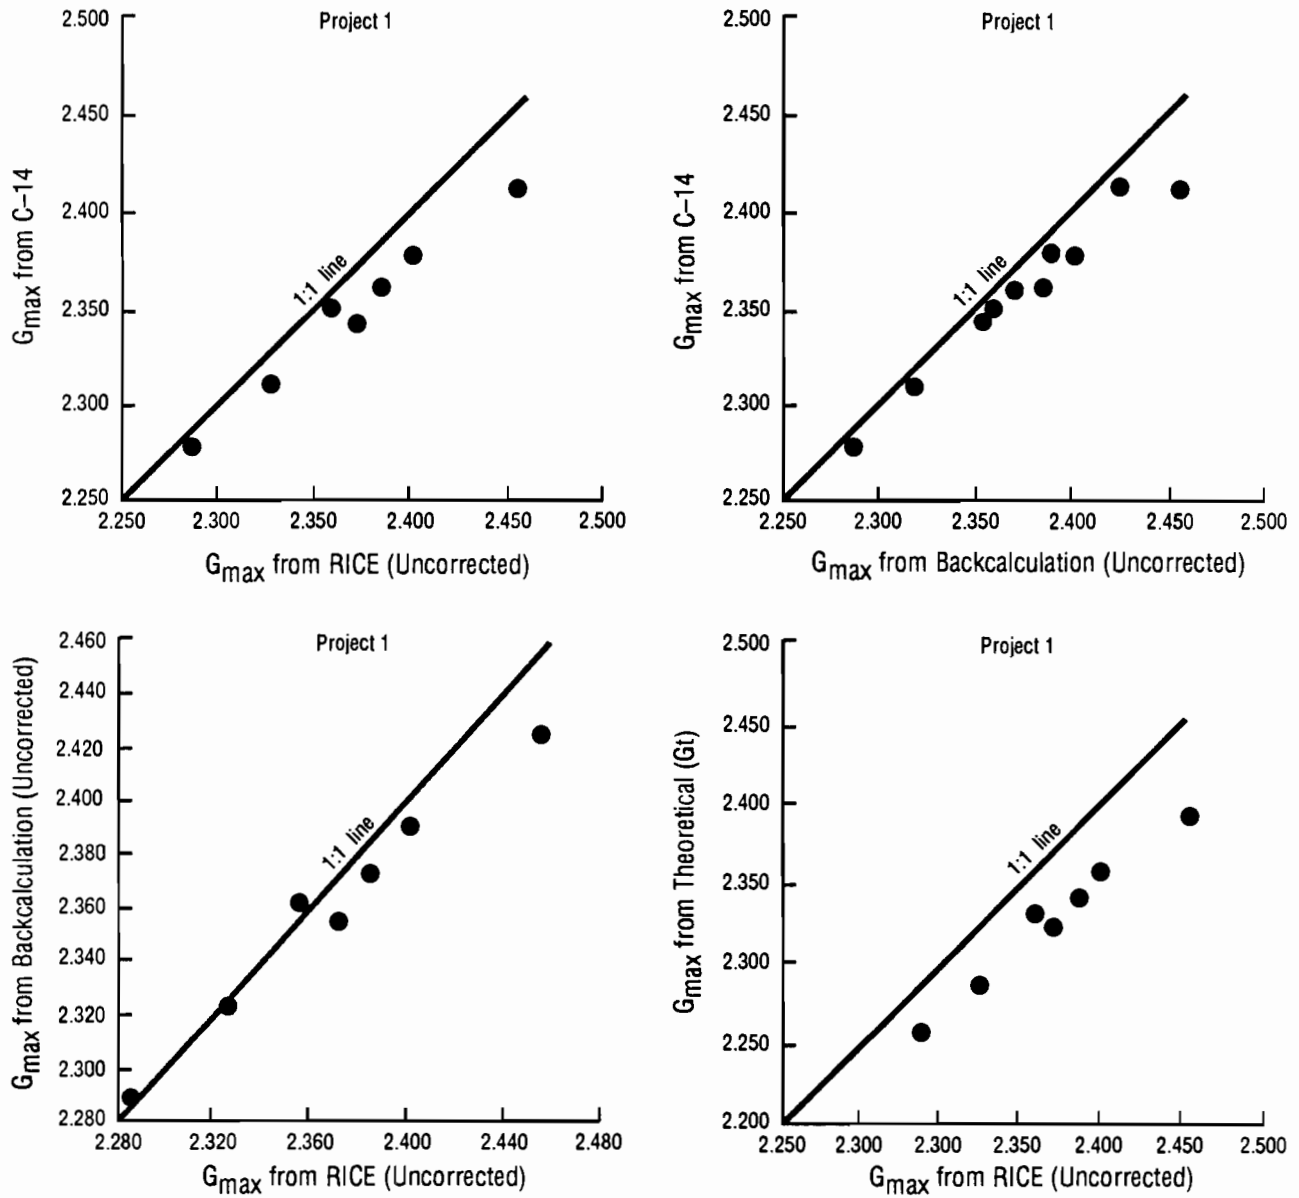 Project 1
2.500
2.450
2.400
2.350
2.300
2.250
Gmax from C–14
1:1 line
2.250 2.300 2.350 2.400 2.450 2.500
Gmax from RICE (Uncorrected)
Project 1
2.500
2.450
2.400
2.350
2.300
2.250
Gmax from C–14
1:1 line
2.250 2.300 2.350 2.400 2.450 2.500
Gmax from Backcalculation (Uncorrected)
Project 1
2.460
2.440
2.420
2.400
2.380
2.360
2.340
2.320
2.300
2.280
Gmax from Backcalculation (Uncorrected)
1:1 line
2.280 2.320 2.360 2.400 2.440 2.480
Gmax from RICE (Uncorrected)
Project 1
2.500
2.450
2.400
2.350
2.300
2.250
2.200
Gmax from Theoretical (Gt)
1:1 line
2.250 2.300 2.300 2.350 2.400 2.450 2.500
Gmax from RICE (Uncorrected)